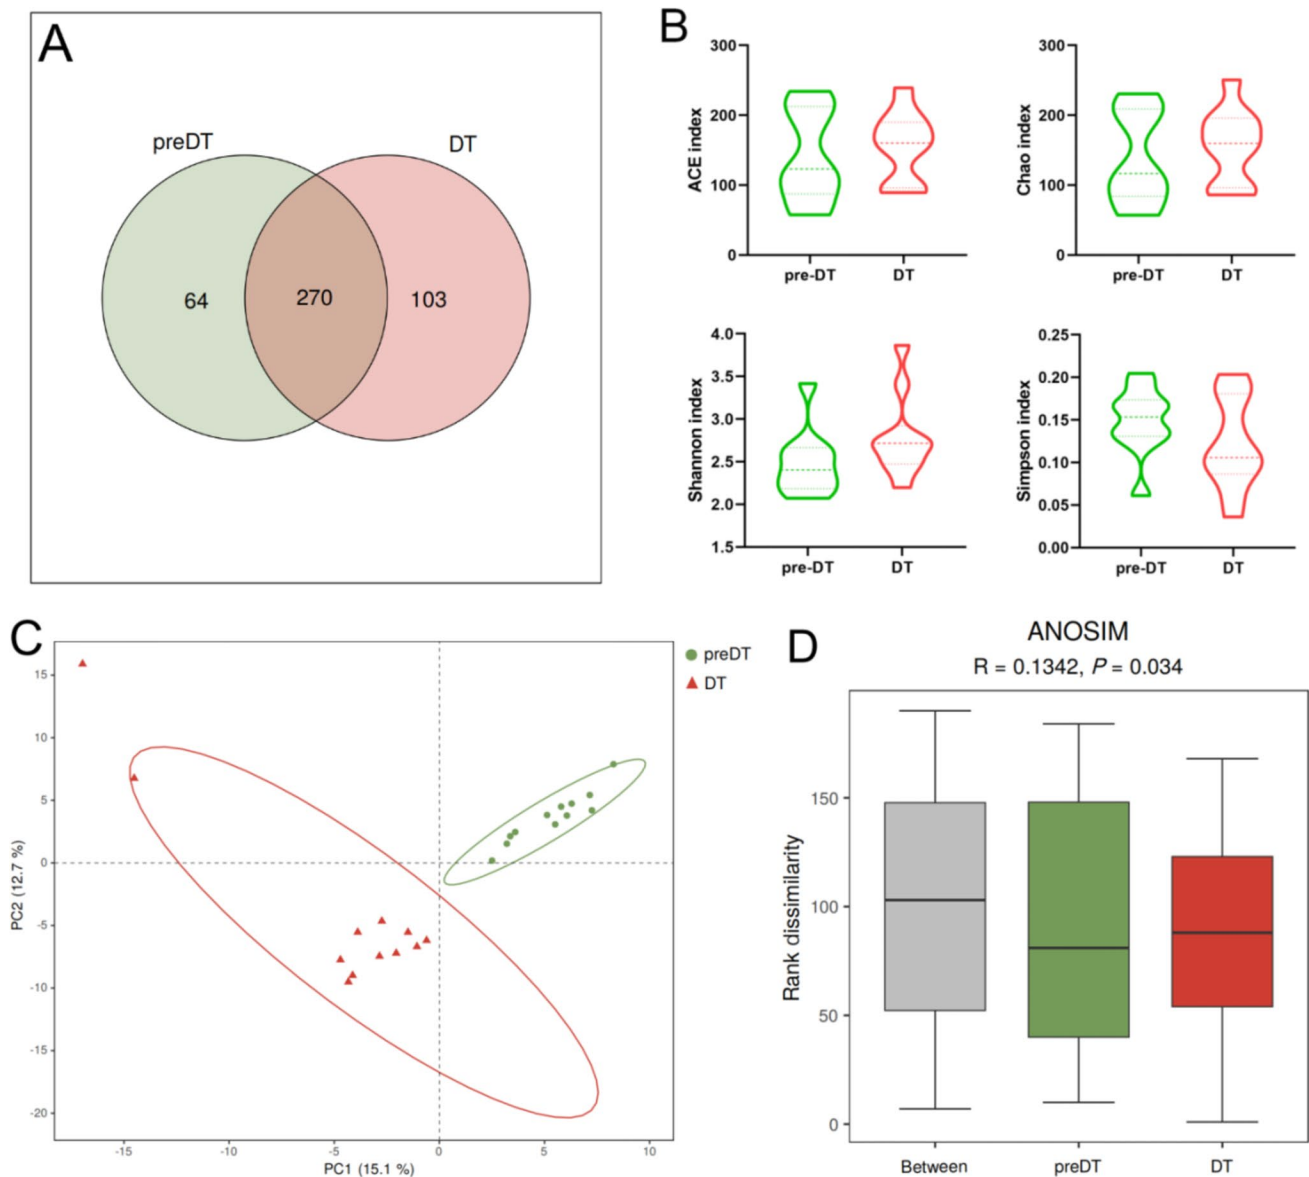 A
preDT
DT
64
270
103
B
300
200
100
0
ACE index
pre-DT
DT
300
200
100
0
Chao index
pre-DT
DT
4.0
3.5
3.0
2.5
2.0
1.5
Shannon index
pre-DT
DT
0.25
0.20
0.15
0.10
0.05
0.00
Simpson index
pre-DT
DT
C
15
10
5
0
-5
-10
-15
-20
PC2 (12.7 %)
-15
-10
-5
0
5
10
PC1 (15.1 %)
preDT
DT
D
ANOSIM
R = 0.1342, P = 0.034
150
100
50
0
Rank dissimilarity
Between
preDT
DT